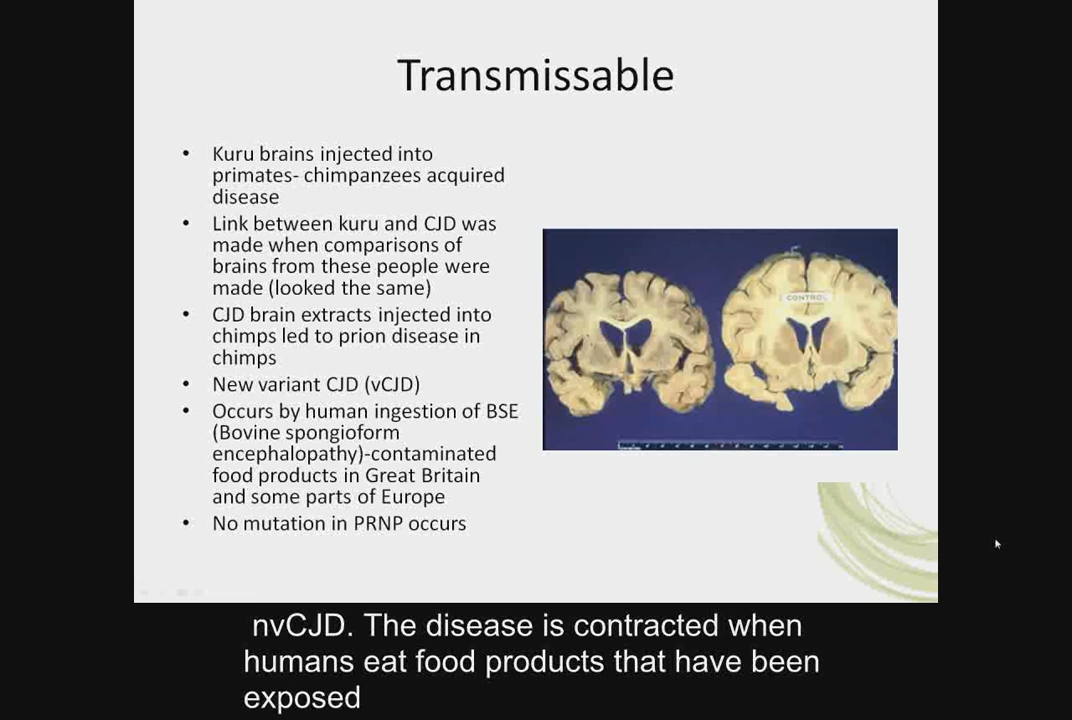 Transmissable
• Kuru brains injected into
primates- chimpanzees acquired
disease
• Link between kuru and CJD was
made when comparisons of
brains from these people were
made (looked the same)
• CJD brain extracts injected into
chimps led to prion disease in
chimps
• New variant CJD (vCJD)
• Occurs by human ingestion of BSE
(Bovine spongioform
encephalopathy)-contaminated
food products in Great Britain
and some parts of Europe
• No mutation in PRNP occurs
CONTROL
nvCJD. The disease is contracted when
humans eat food products that have been
exposed